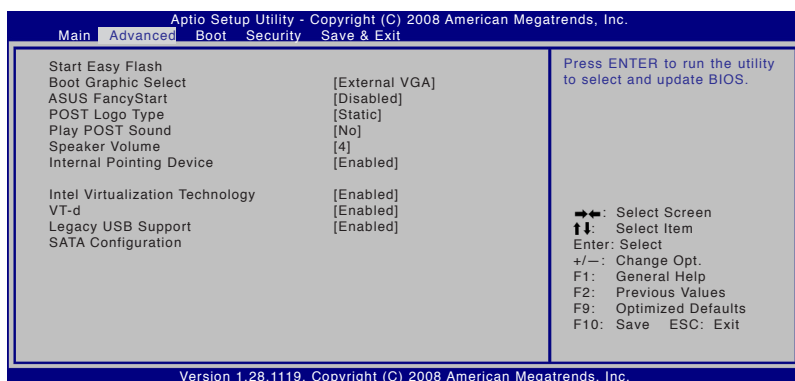 Aptio Setup Utility - Copyright (C) 2008 American Megatrends, Inc.
Main Advanced Boot Security Save & Exit
Start Easy Flash
Boot Graphic Select [External VGA]
ASUS FancyStart [Disabled]
POST Logo Type [Static]
Play POST Sound [No]
Speaker Volume [4]
Internal Pointing Device [Enabled]
Intel Virtualization Technology [Enabled]
VT-d [Enabled]
Legacy USB Support [Enabled]
SATA Configuration
Press ENTER to run the utility
to select and update BIOS.
→←: Select Screen
↑↓: Select Item
Enter: Select
+/—: Change Opt.
F1: General Help
F2: Previous Values
F9: Optimized Defaults
F10: Save ESC: Exit
Version 1.28.1119. Copyright (C) 2008 American Megatrends, Inc.